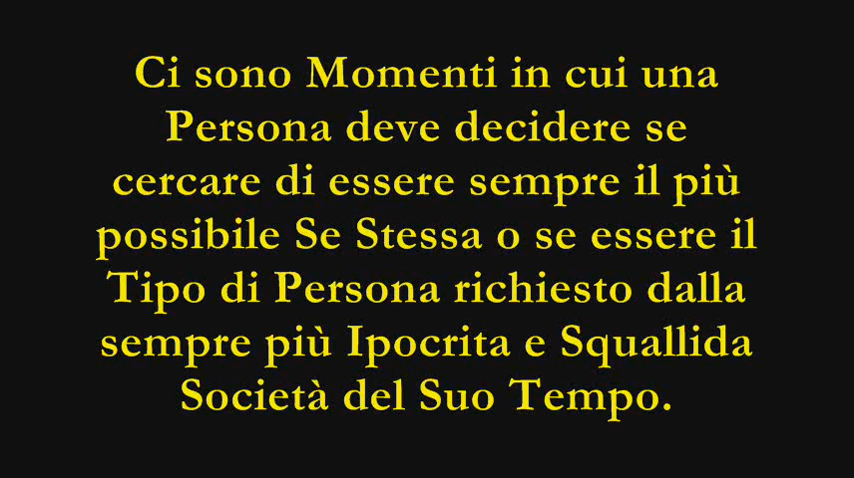 Ci sono Momenti in cui una
Persona deve decidere se
cercare di essere sempre il più
possibile Se Stessa o se essere il
Tipo di Persona richiesto dalla
sempre più Ipocrita e Squallida
Società del Suo Tempo.